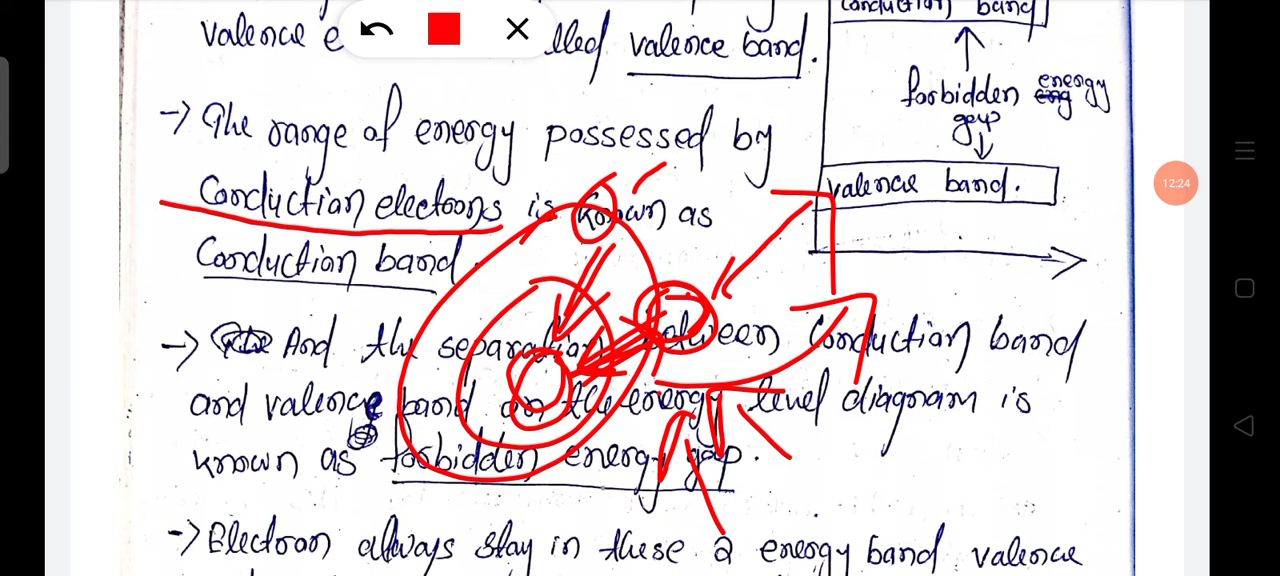 valence e lled valence band.
→ The range of energy possessed by
Conduction electrons is known as
Conduction band.
→ And the separation between Conduction band
and valence band on the energy level diagram is
known as forbidden energy gap.
→ Electron always stay in these 2 energy band valence
conduction band
forbidden energy
gap
valence band.
12:24